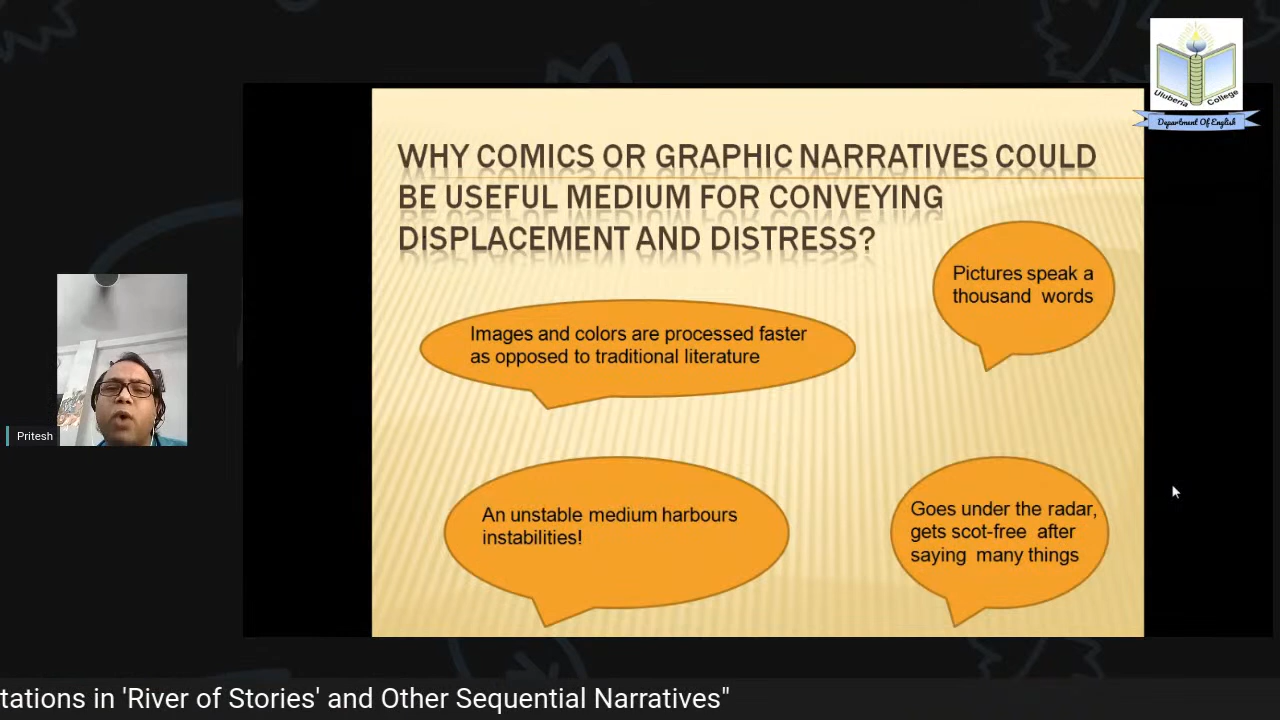 Uluberia College
Department Of English
WHY COMICS OR GRAPHIC NARRATIVES COULD
BE USEFUL MEDIUM FOR CONVEYING
DISPLACEMENT AND DISTRESS?
Pictures speak a
thousand words
Images and colors are processed faster
as opposed to traditional literature
Pritesh
An unstable medium harbours
instabilities!
Goes under the radar,
gets scot-free after
saying many things
tations in 'River of Stories' and Other Sequential Narratives"